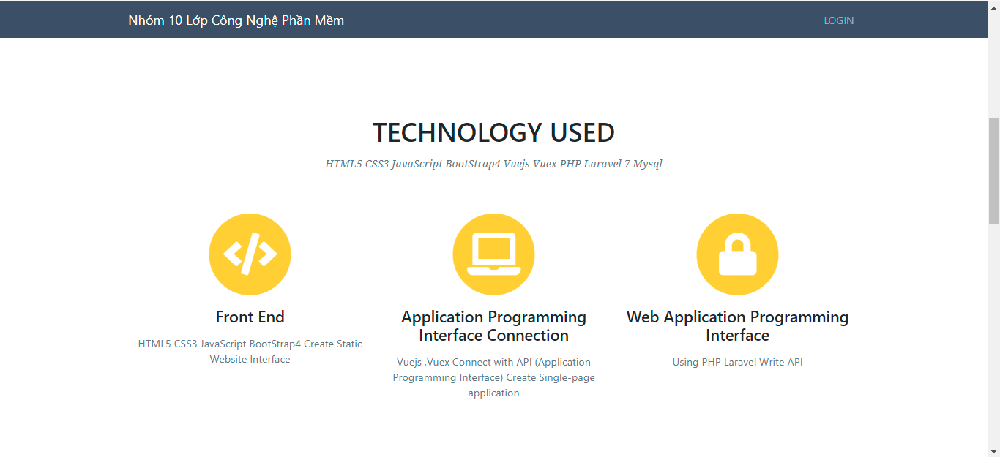 Nhóm 10 Lớp Công Nghệ Phần Mềm
LOGIN
TECHNOLOGY USED
HTML5 CSS3 JavaScript BootStrap4 Vuejs Vuex PHP Laravel 7 Mysql
Front End
HTML5 CSS3 JavaScript BootStrap4 Create Static
Website Interface
Application Programming
Interface Connection
Vuejs ,Vuex Connect with API (Application
Programming Interface) Create Single-page
application
Web Application Programming
Interface
Using PHP Laravel Write API